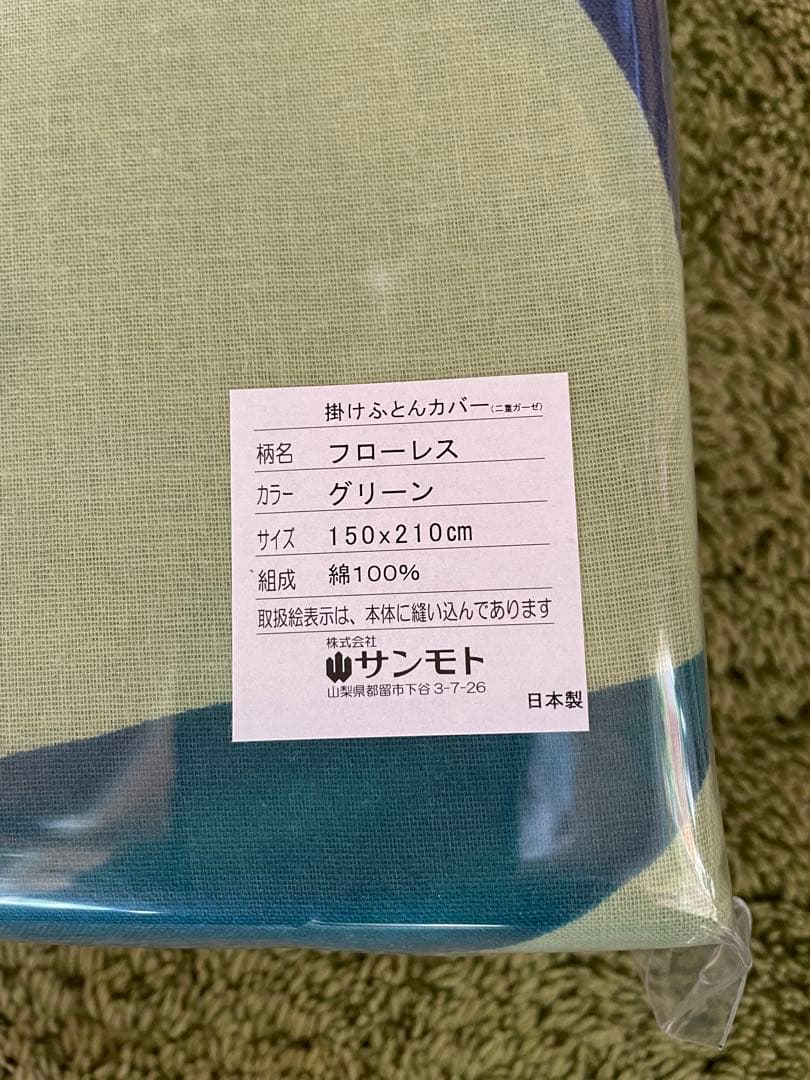 掛けふとんカバー(二重ガーゼ)
柄名 フローレス
カラー グリーン
サイズ 150x210cm
組成 綿100%
取扱絵表示は、本体に縫い込んであります
株式会社
サンモト
山梨県都留市下谷3-7-26
日本製